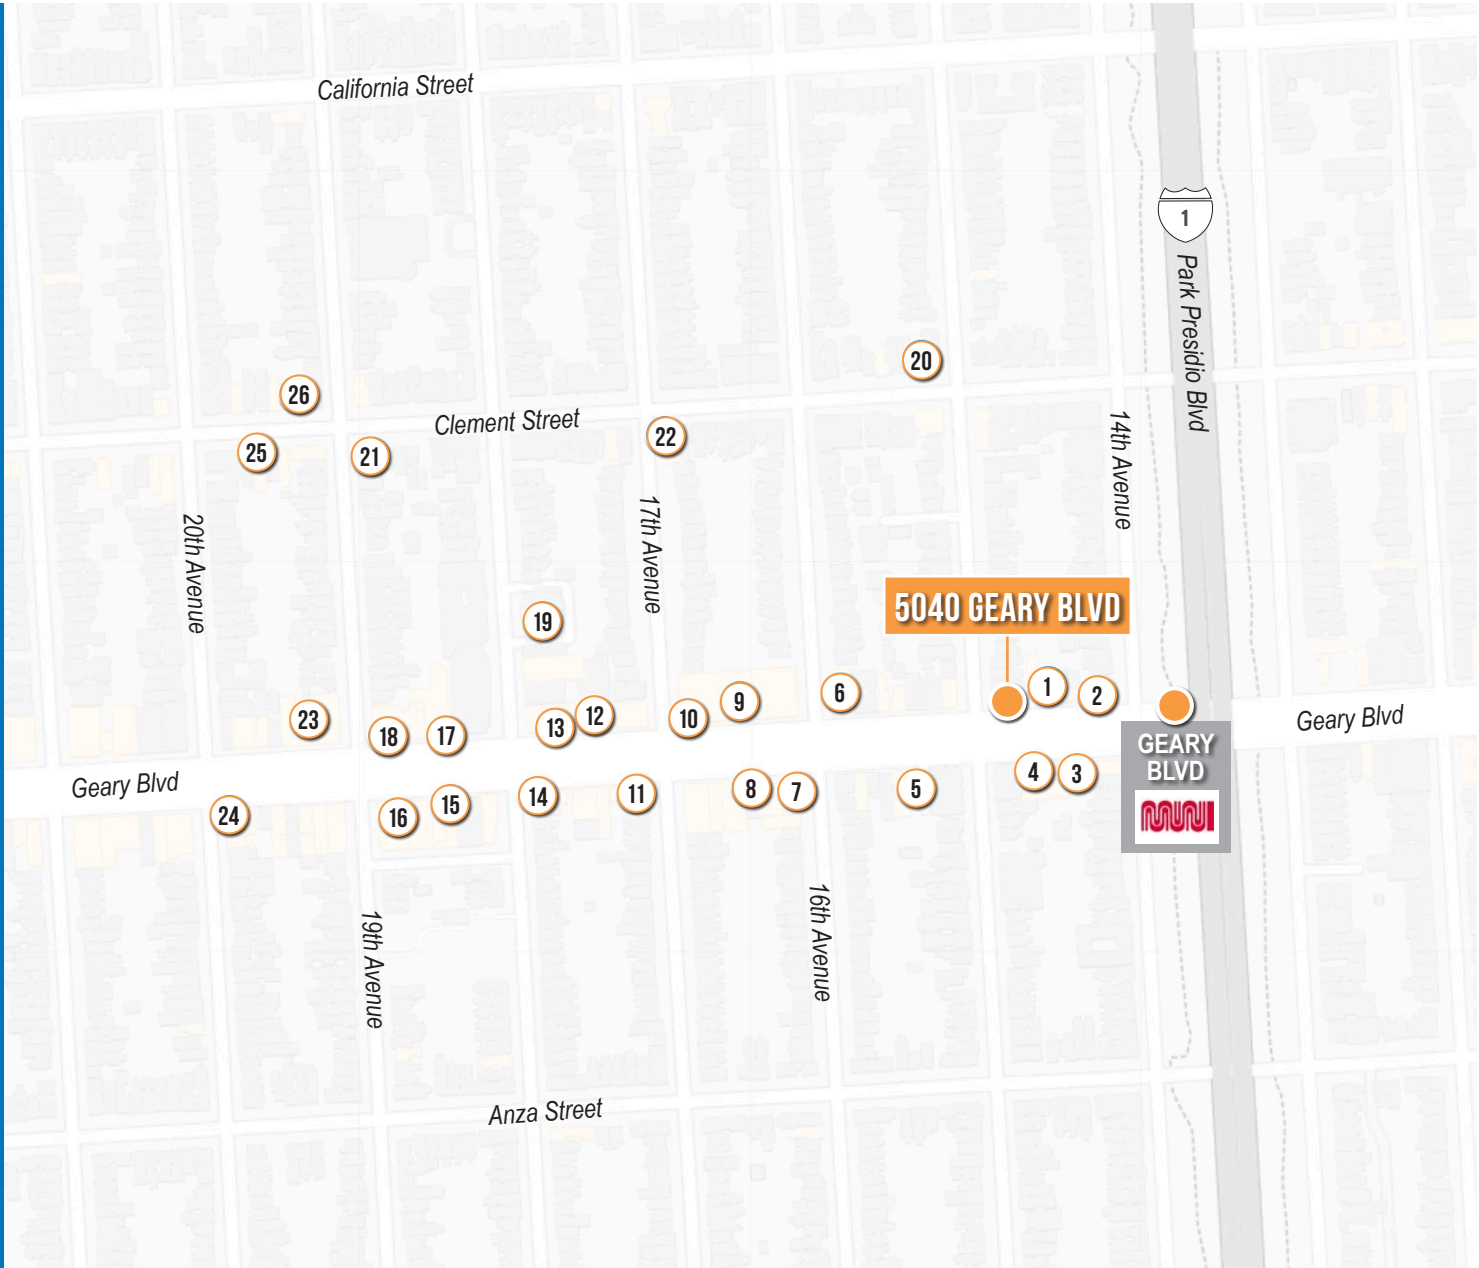 California Street
1
Park Presidio Blvd
20
26
Clement Street
22
25
21
14th Avenue
17th Avenue
20th Avenue
5040 GEARY BLVD
19
1
2
6
9
10
12
13
23
18
17
Geary Blvd
GEARY
BLVD
MUNI
4
3
Geary Blvd
5
8
7
11
14
15
16
24
16th Avenue
19th Avenue
Anza Street